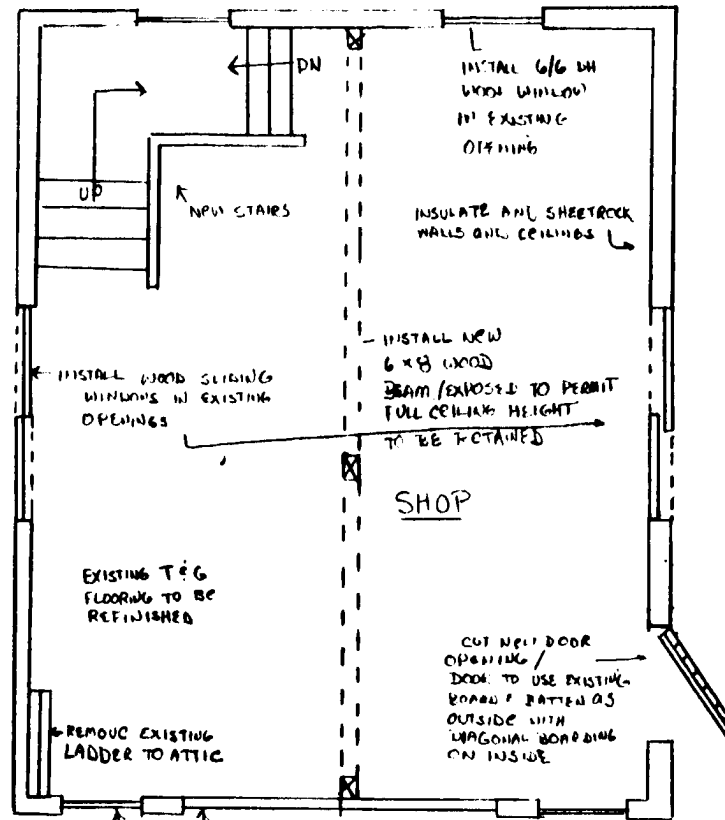 DN
INSTALL 6/6 DH
WOOD WINDOW
IN EXISTING
OPENING
UP
NEW STAIRS
INSULATE AND SHEETROCK
WALLS AND CEILINGS
INSTALL WOOD SLIDING
WINDOWS IN EXISTING
OPENINGS
INSTALL NEW
6 x 8 WOOD
BEAM/EXPOSED TO PERMIT
FULL CEILING HEIGHT
TO BE RETAINED
SHOP
EXISTING T & G
FLOORING TO BE
REFINISHED
CUT NEW DOOR
OPENING/
DOOR TO USE EXISTING
BOARD & BATTEN AS
OUTSIDE WITH
DIAGONAL BOARDING
ON INSIDE
REMOVE EXISTING
LADDER TO ATTIC